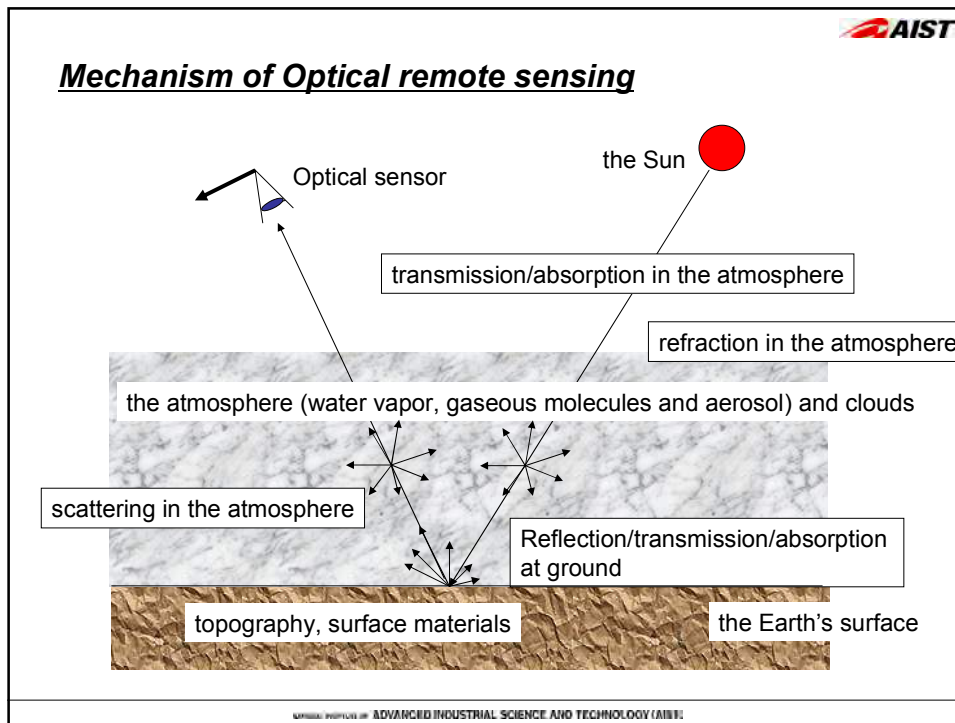 AIST
Mechanism of Optical remote sensing
the Sun
Optical sensor
transmission/absorption in the atmosphere
refraction in the atmosphere
the atmosphere (water vapor, gaseous molecules and aerosol) and clouds
scattering in the atmosphere
Reflection/transmission/absorption
at ground
topography, surface materials
the Earth's surface
ADVANCED INDUSTRIAL SCIENCE AND TECHNOLOGY (AIST)